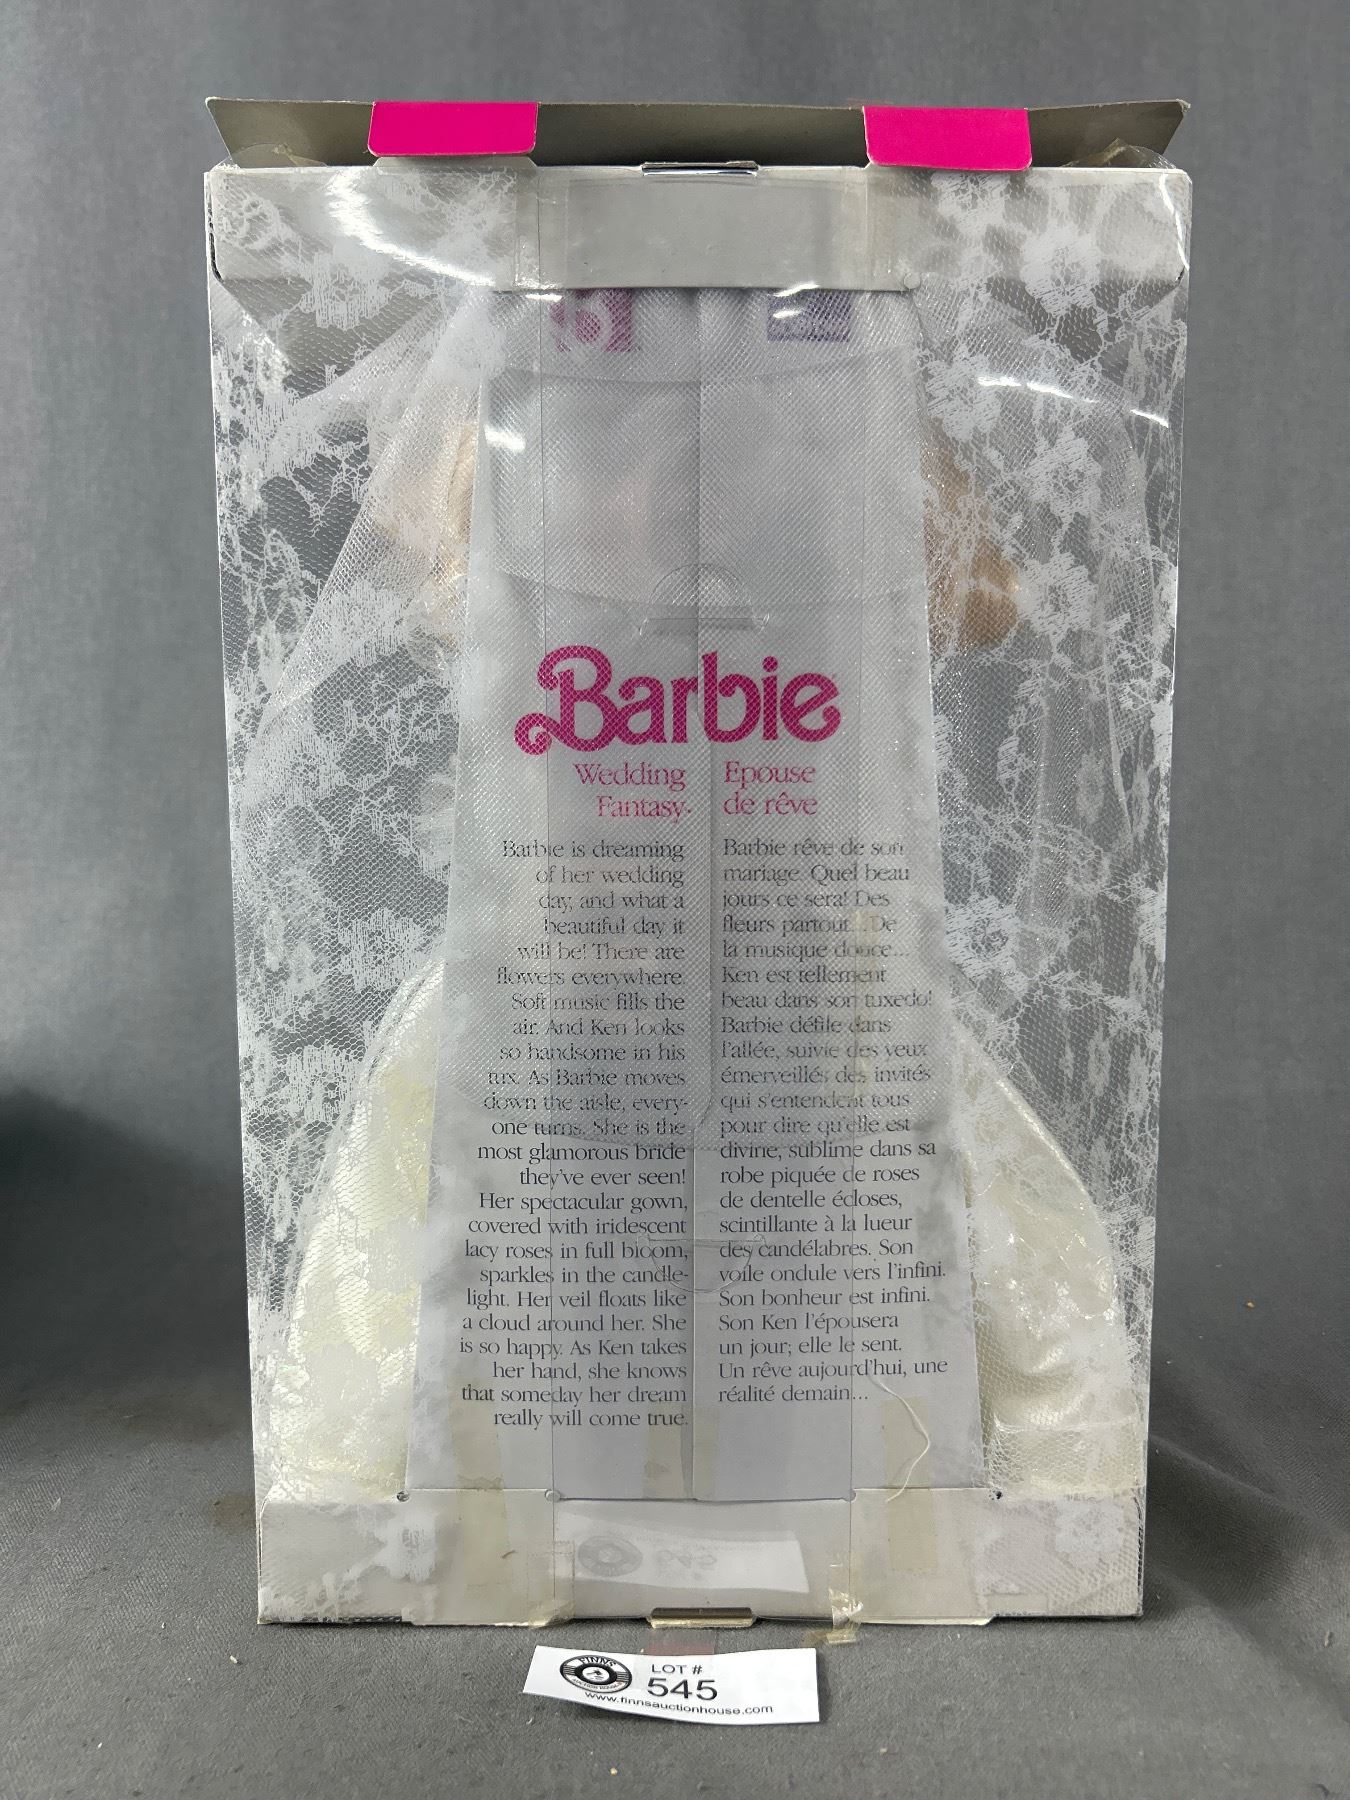 Barbie
Wedding
Fantasy
Barbie is dreaming
of her wedding
day, and what a
beautiful day it
will be! There are
flowers everywhere.
Soft music fills the
air. And Ken looks
so handsome in his
tux. As Barbie moves
down the aisle, every-
one turns. She is the
most glamorous bride
they've ever seen!
Her spectacular gown,
covered with iridescent
lacy roses in full bloom,
sparkles in the candle-
light. Her veil floats like
a cloud around her. She
is so happy. As Ken takes
her hand, she knows
that someday her dream
really will come true.
Epouse
de rêve
Barbie rêve de son
mariage. Quel beau
jours ce sera! Des
fleurs partout...De
la musique douce...
Ken est tellement
beau dans son tuxedo!
Barbie défile dans
l'allée, suivie des yeux
émerveillés des invités
qui s'entendent tous
pour dire qu'elle est
divine, sublime dans sa
robe piquée de roses
de dentelle écloses,
scintillante à la lueur
des candélabres. Son
voile ondule vers l'infini.
Son bonheur est infini.
Son Ken l'épousera
un jour; elle le sent.
Un rêve aujourd'hui, une
réalité demain...
FINNS
AUCTION HOUSE
LOT #
545
www.finnsauctionhouse.com